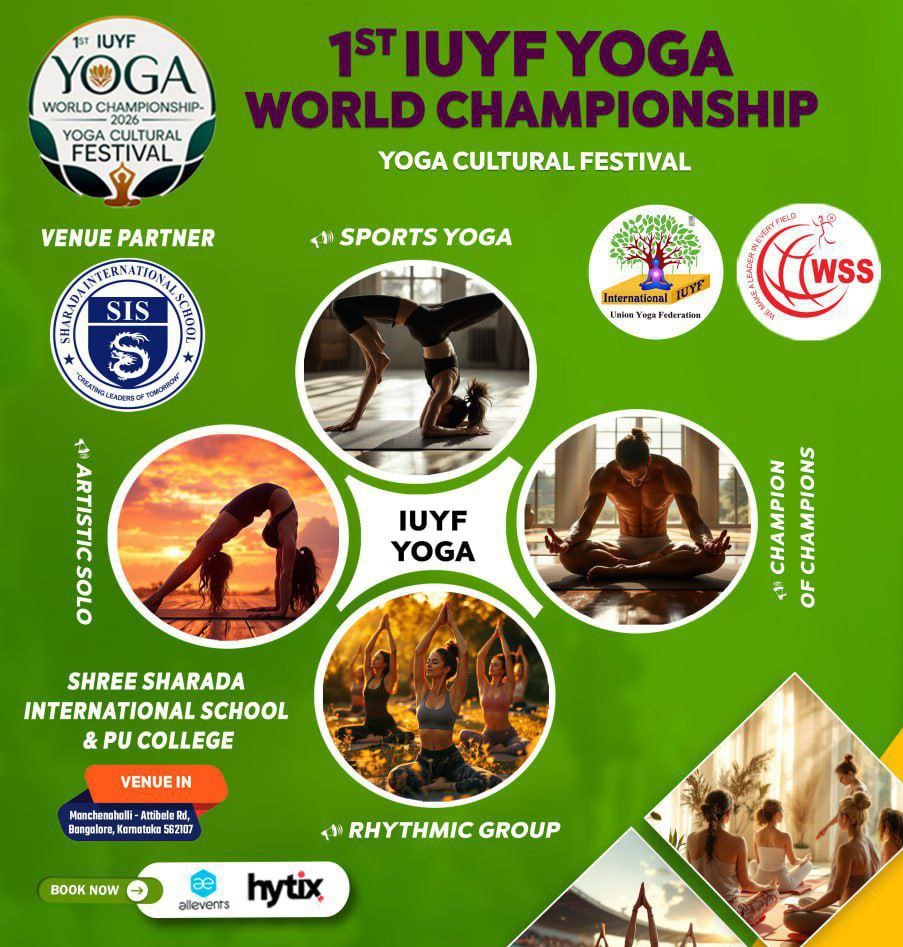 1ST IUYF
YOGA
WORLD CHAMPIONSHIP-
2026
YOGA CULTURAL
FESTIVAL
1ST IUYF YOGA
WORLD CHAMPIONSHIP
YOGA CULTURAL FESTIVAL
VENUE PARTNER
SHARADA INTERNATIONAL SCHOOL
SIS
"CREATING LEADERS OF TOMORROW"
SPORTS YOGA
International IUYF
Union Yoga Federation
WE MAKE A LEADER IN EVERY FIELD
WSS
®
ARTISTIC SOLO
IUYF
YOGA
CHAMPION
OF CHAMPIONS
SHREE SHARADA
INTERNATIONAL SCHOOL
& PU COLLEGE
VENUE IN
Manchenahalli - Attibele Rd,
Bangalore, Karnataka 562107
RHYTHMIC GROUP
BOOK NOW
ae
allevents
hytix